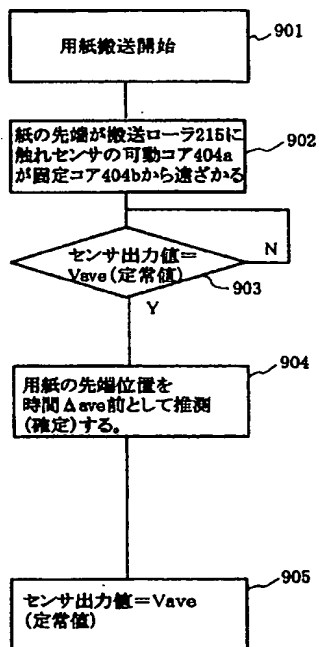 用紙搬送開始
901
紙の先端が搬送ローラ215に
触れセンサの可動コア404a
が固定コア404bから遠ざかる
902
センサ出力値=
Vave(定常値)
N
903
Y
904
用紙の先端位置を
時間Δave前として推測
(確定)する。
905
センサ出力値=Vave
(定常値)